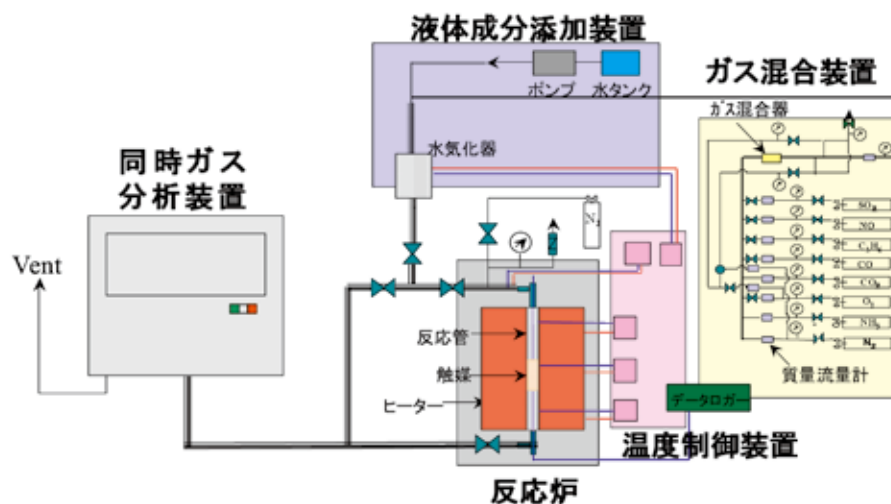 液体成分添加装置
ポンプ
水タンク
ガス混合装置
ガス混合器
水気化器
同時ガス
分析装置
Vent
N₂
SO₂
NO
C₃H₆
CO
CO₂
O₂
NH₃
N₂
反応管
触媒
ヒーター
質量流量計
データロガー
温度制御装置
反応炉